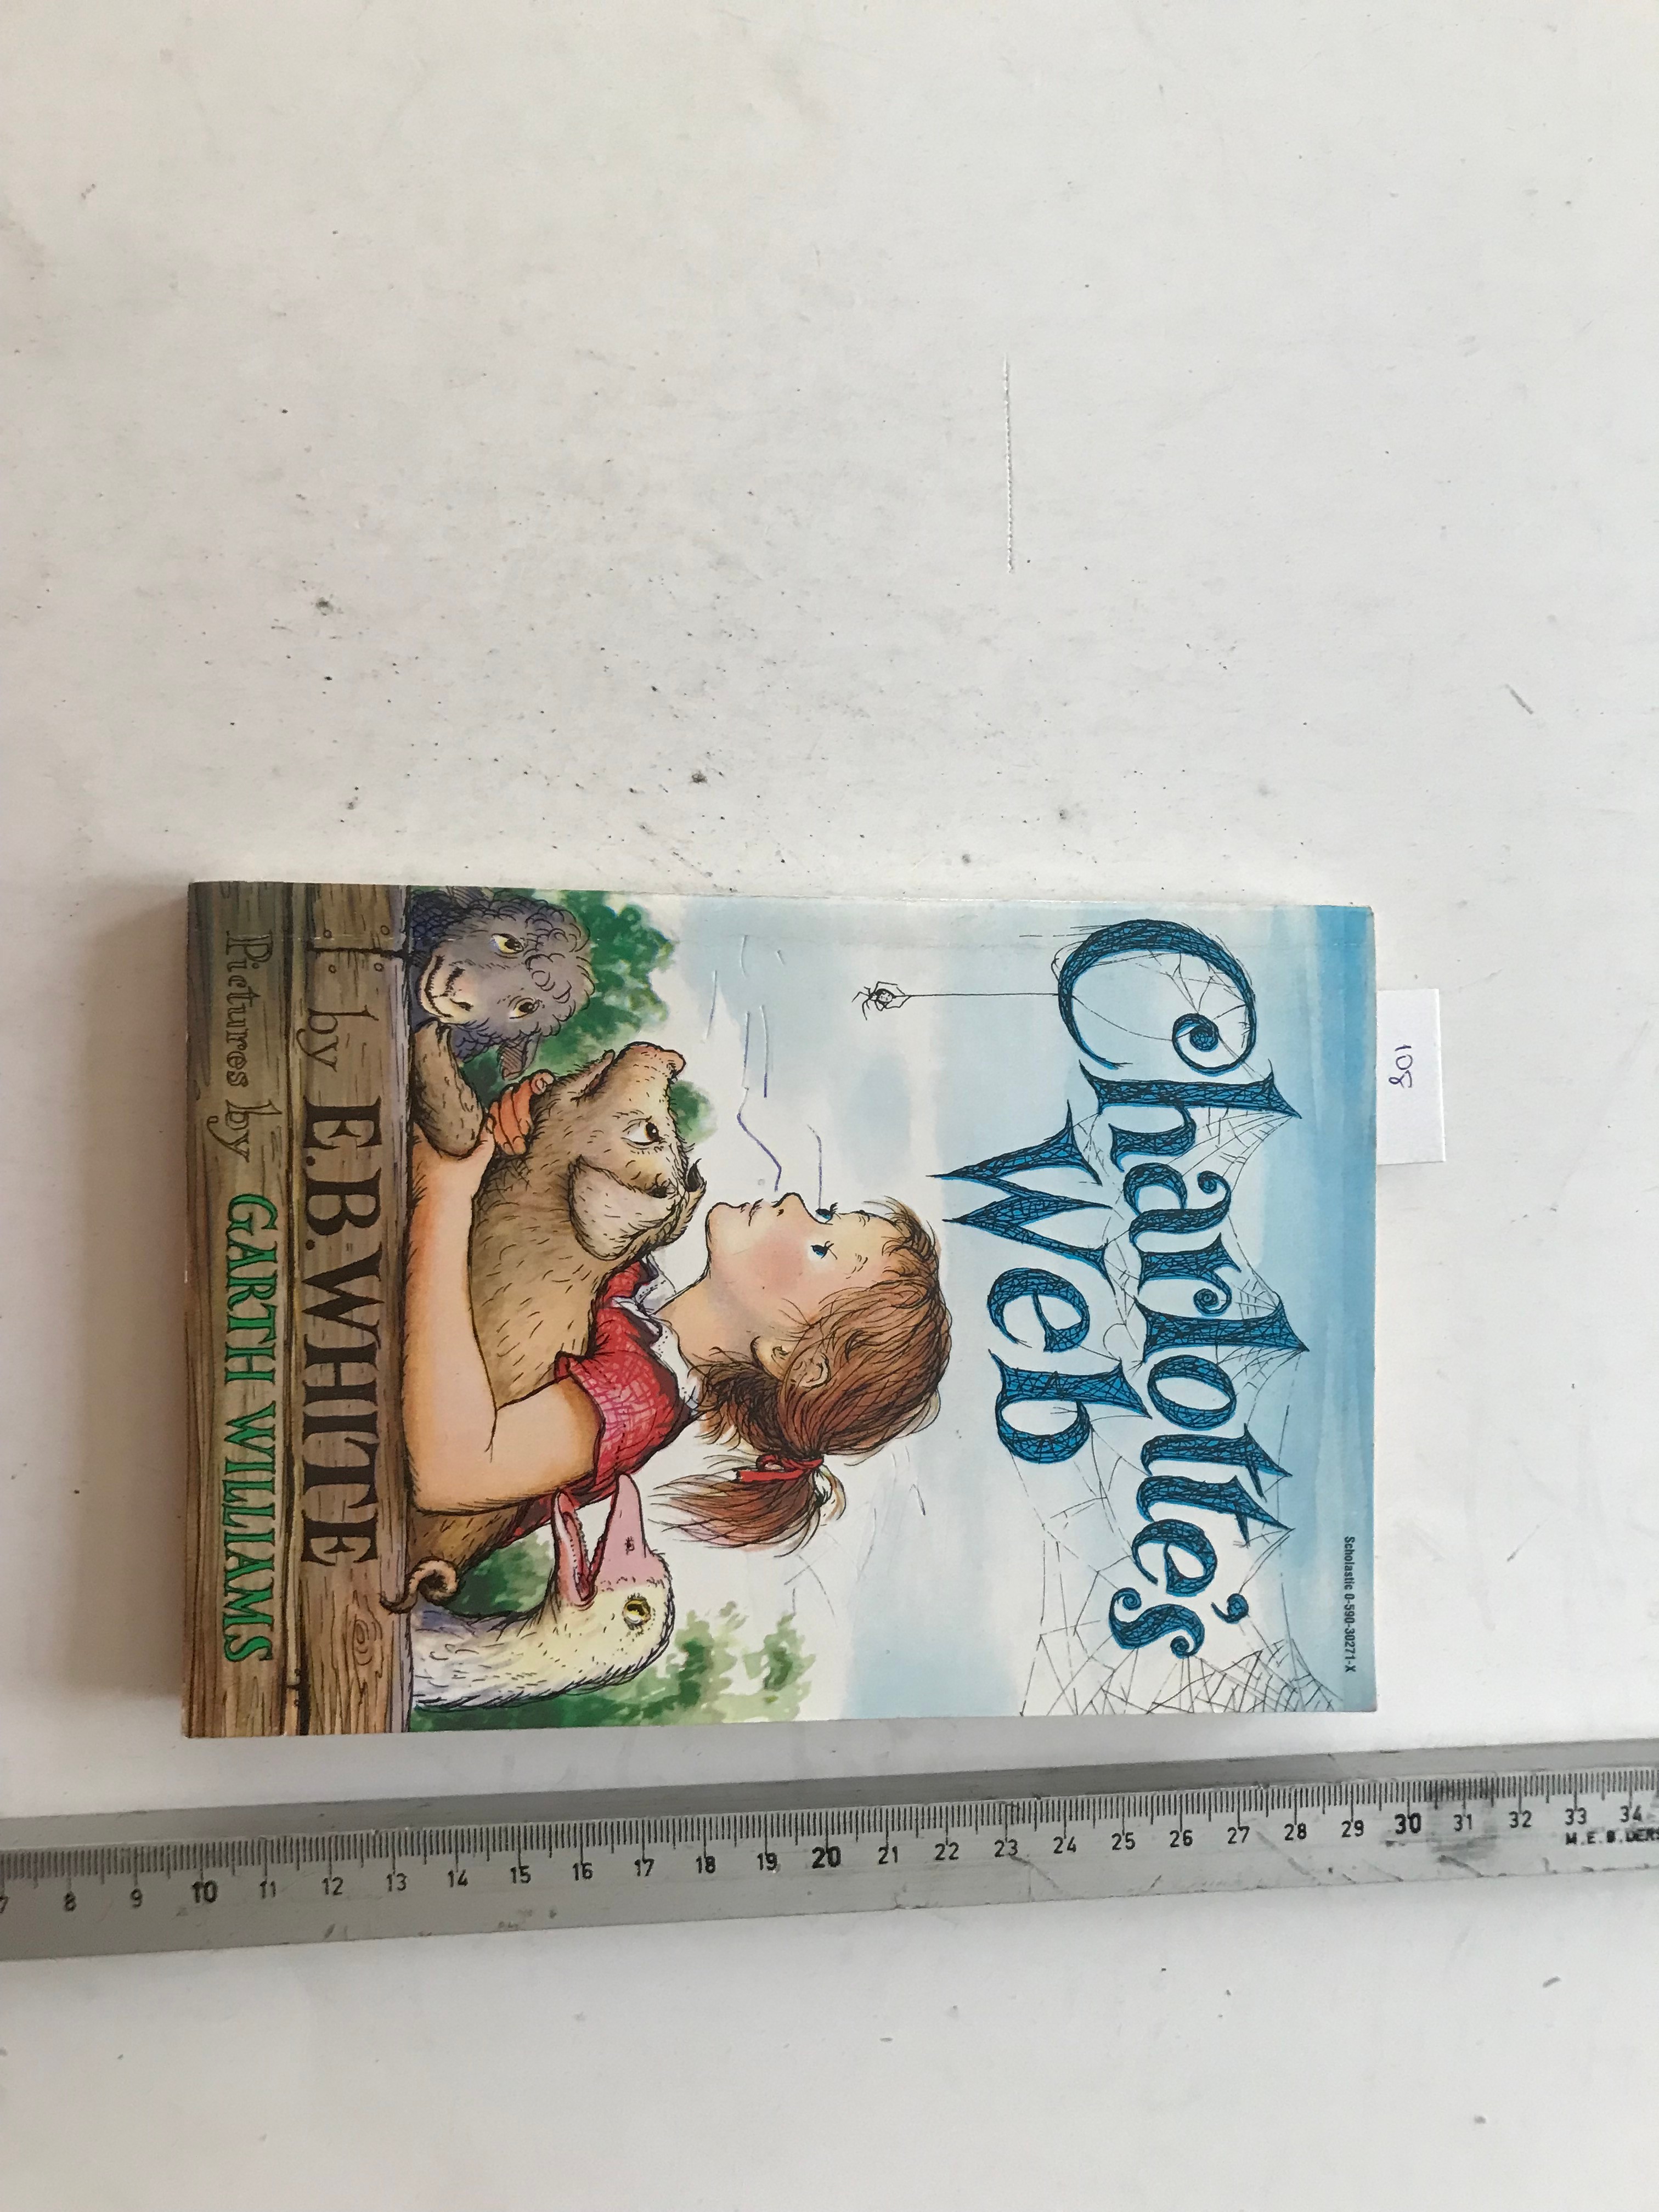 Scholastic 0-590-30271-X
Charlotte's
Web
by E.B. WHITE
Pictures by GARTH WILLIAMS
108
7 8 9 10 11 12 13 14 15 16 17 18 19 20 21 22 23 24 25 26 27 28 29 30 31 32 33 34